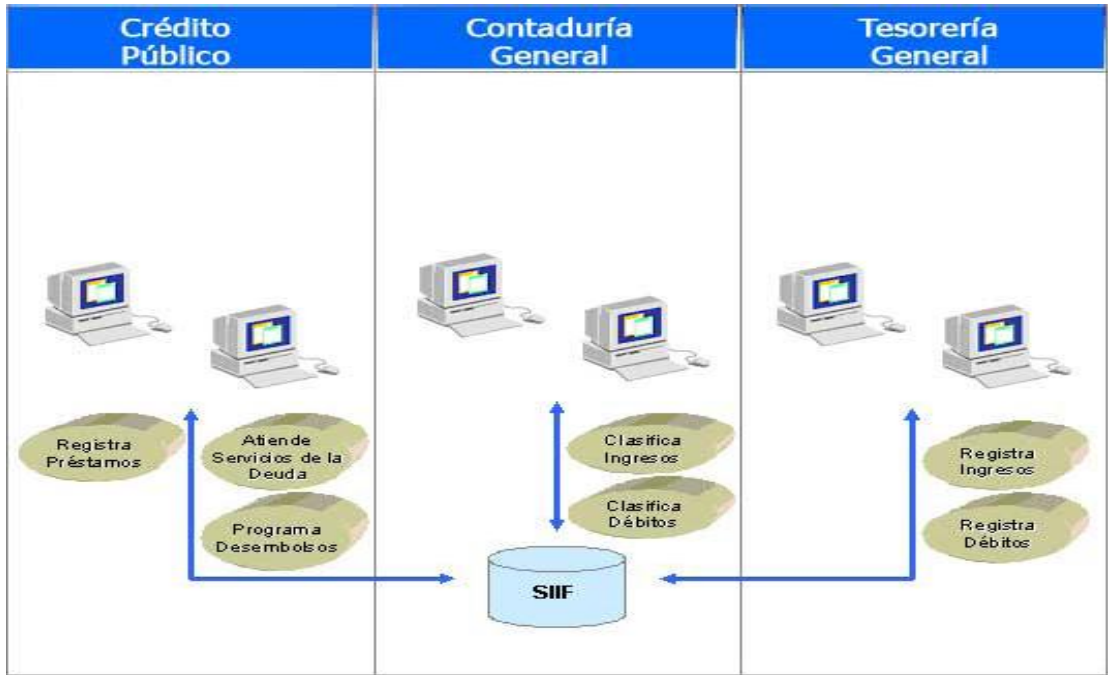 Crédito
Público
Contaduría
General
Tesorería
General
Registra
Préstamos
Atiende
Servicios de la
Deuda
Programa
Desembolsos
Clasifica
Ingresos
Clasifica
Débitos
SIIF
Registra
Ingresos
Registra
Débitos